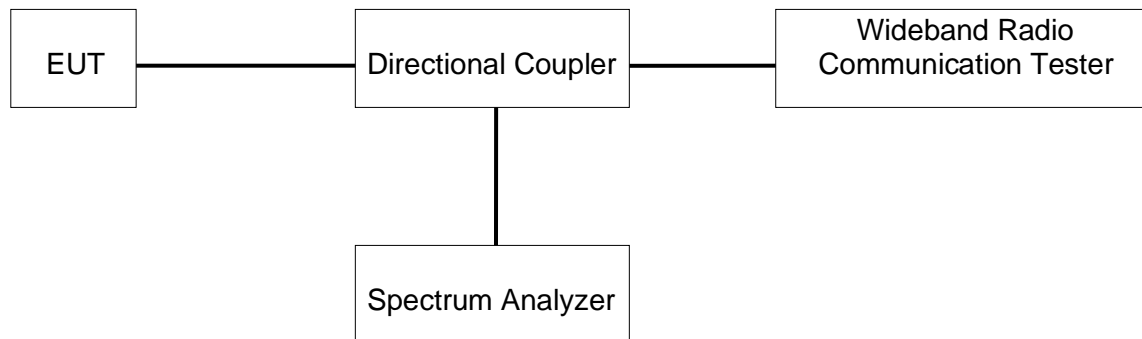 EUT
Directional Coupler
Wideband Radio
Communication Tester
Spectrum Analyzer